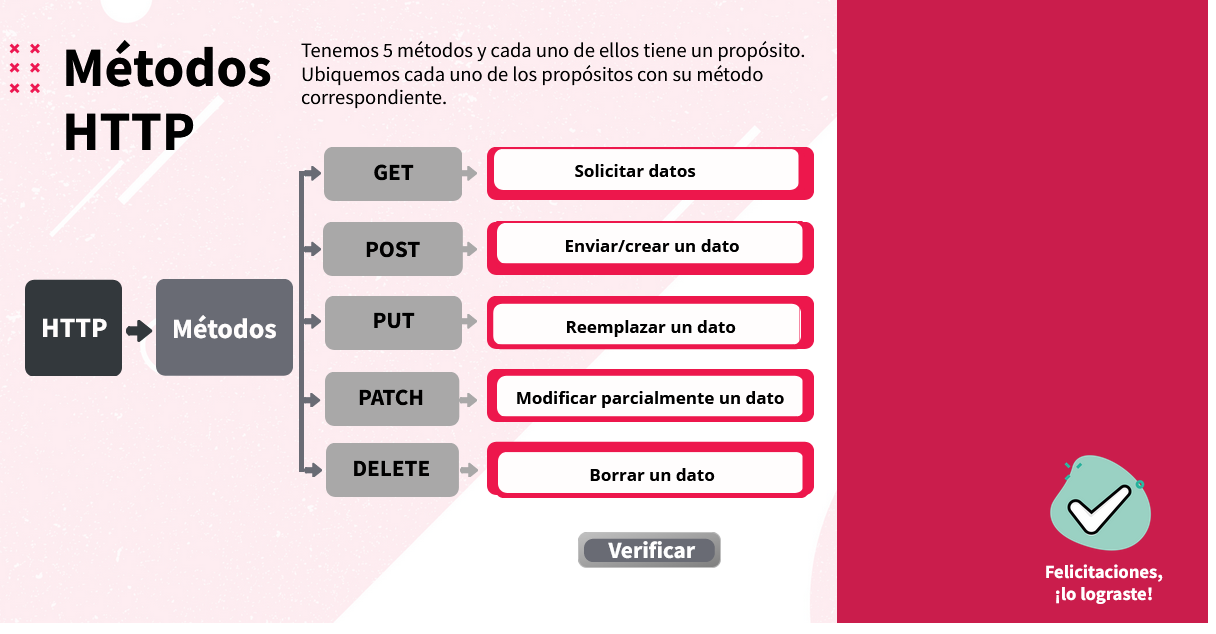 Métodos
HTTP
Tenemos 5 métodos y cada uno de ellos tiene un propósito.
Ubiquemos cada uno de los propósitos con su método
correspondiente.
HTTP
Métodos
GET
Solicitar datos
POST
Enviar/crear un dato
PUT
Reemplazar un dato
PATCH
Modificar parcialmente un dato
DELETE
Borrar un dato
Verificar
Felicitaciones,
¡lo lograste!